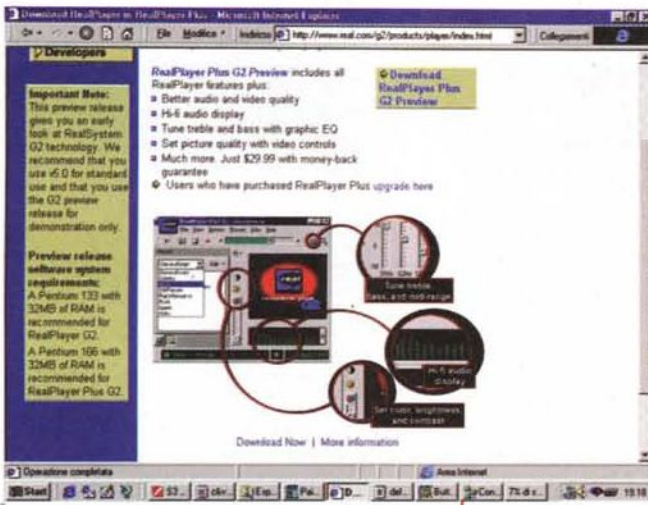 Download RealPlayer or RealPlayer Plus - Microsoft Internet Explorer
File Modifica Indirizzo http://www.real.com/g2/products/player/index.html Collegamenti
Developers
Important Note:
This preview release
gives you an early
look at RealSystem
G2 technology. We
recommend that you
use v5.0 for standard
use and that you use
the G2 preview
release for
demonstration only.
Preview release
software system
requirements:
A Pentium 133 with
32MB of RAM is
recommended for
RealPlayer G2.
A Pentium 166 with
32MB of RAM is
recommended for
RealPlayer Plus G2.
RealPlayer Plus G2 Preview includes all
RealPlayer features plus:
Better audio and video quality
Hi-fi audio display
Tune treble and bass with graphic EQ
Set picture quality with video controls
Much more. Just $29.99 with money-back
guarantee
Users who have purchased RealPlayer Plus upgrade here
Download
RealPlayer Plus
G2 Preview
Tune treble,
bass, and mid-range
Hi-fi audio
display
Set color, brightness,
and contrast
Download Now | More information
Operazione completata Area Internet
Start 19.18